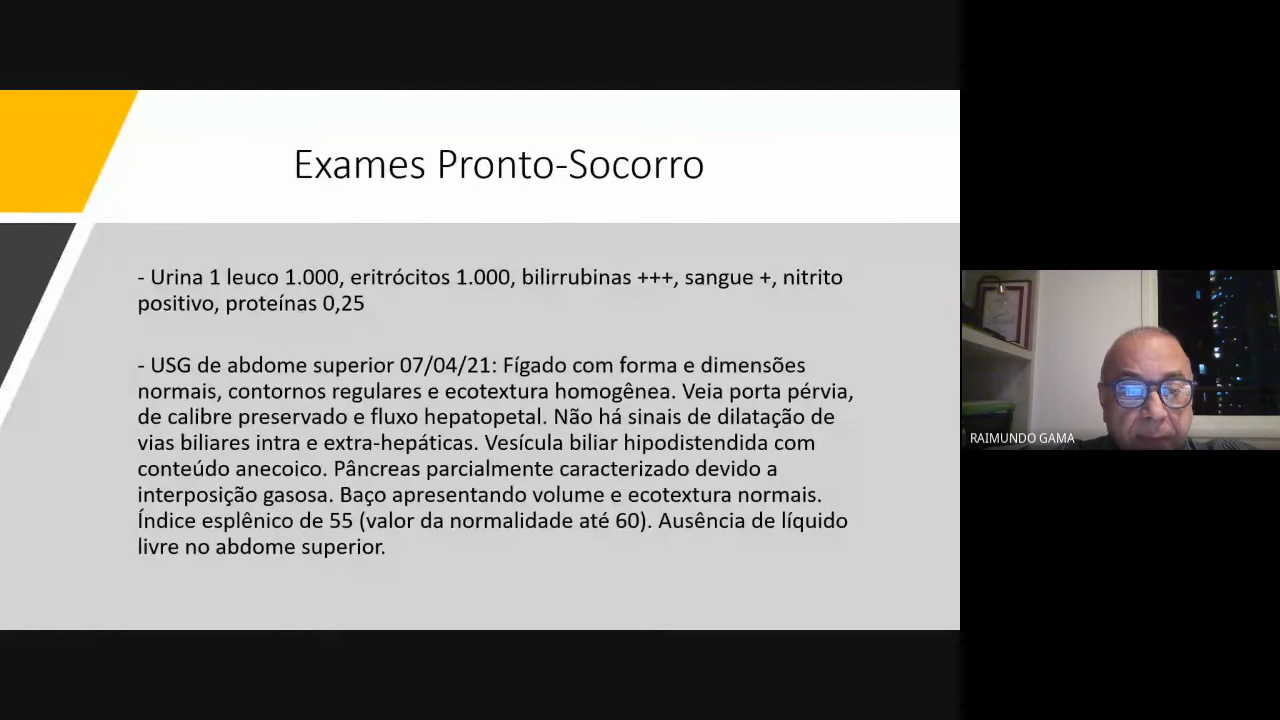 Exames Pronto-Socorro
- Urina 1 leuco 1.000, eritrócitos 1.000, bilirrubinas +++, sangue +, nitrito
positivo, proteínas 0,25
- USG de abdome superior 07/04/21: Fígado com forma e dimensões
normais, contornos regulares e ecotextura homogênea. Veia porta pérvia,
de calibre preservado e fluxo hepatopetal. Não há sinais de dilatação de
vias biliares intra e extra-hepáticas. Vesícula biliar hipodistendida com
conteúdo anecoico. Pâncreas parcialmente caracterizado devido a
interposição gasosa. Baço apresentando volume e ecotextura normais.
Índice esplênico de 55 (valor da normalidade até 60). Ausência de líquido
livre no abdome superior.
RAIMUNDO GAMA